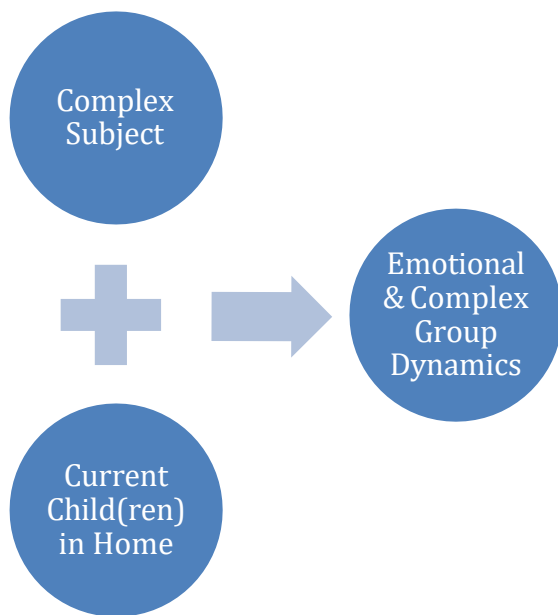 Complex
Subject
Emotional
& Complex
Group
Dynamics
Current
Child(ren)
in Home